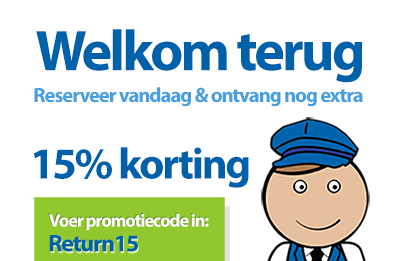 Welkom terug
Reserveer vandaag & ontvang nog extra
15% korting
Voer promotiecode in:
Return15